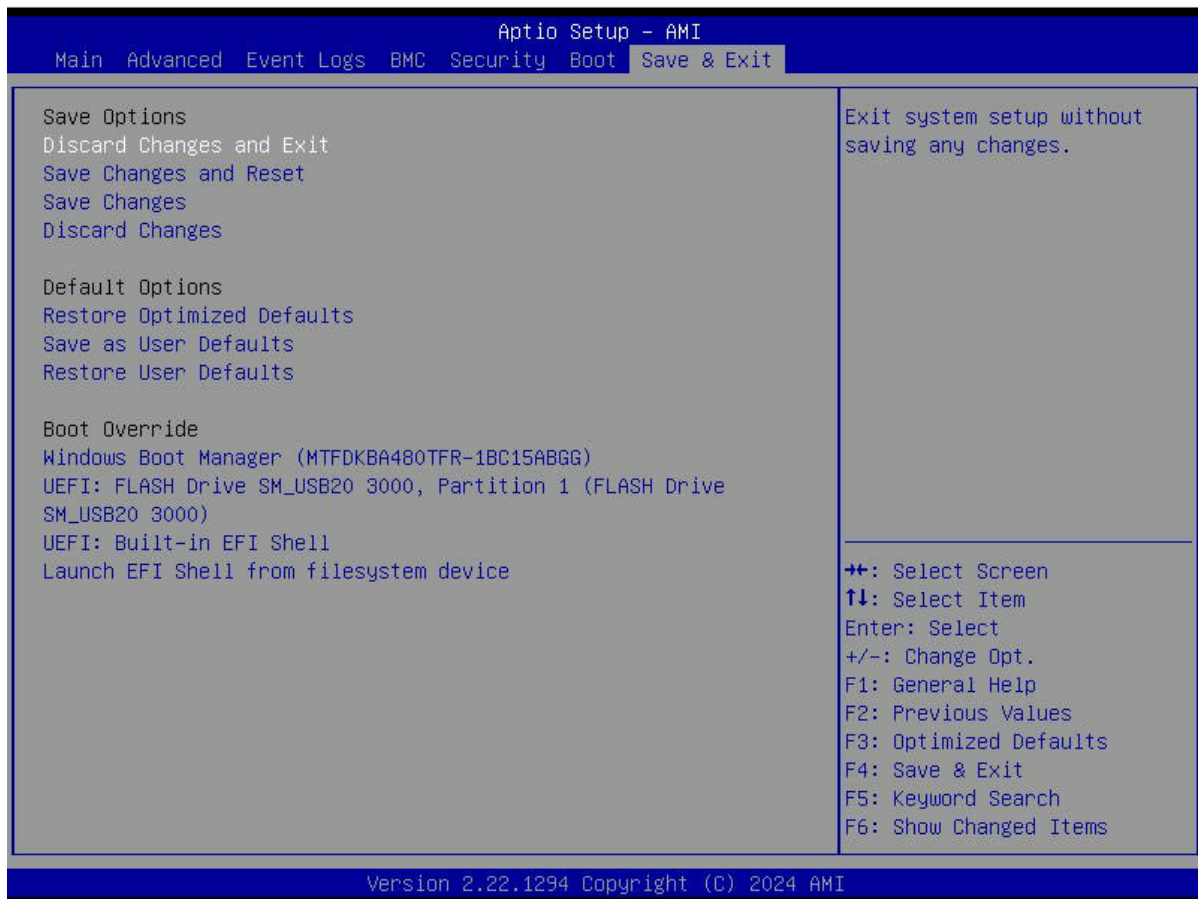 Aptio Setup – AMI
Main Advanced Event Logs BMC Security Boot Save & Exit
Save Options
Discard Changes and Exit
Save Changes and Reset
Save Changes
Discard Changes
Default Options
Restore Optimized Defaults
Save as User Defaults
Restore User Defaults
Boot Override
Windows Boot Manager (MTFDKBA480TFR-1BC15ABGG)
UEFI: FLASH Drive SM_USB20 3000, Partition 1 (FLASH Drive
SM_USB20 3000)
UEFI: Built-in EFI Shell
Launch EFI Shell from filesystem device
Exit system setup without
saving any changes.
→←: Select Screen
↑↓: Select Item
Enter: Select
+/-: Change Opt.
F1: General Help
F2: Previous Values
F3: Optimized Defaults
F4: Save & Exit
F5: Keyword Search
F6: Show Changed Items
Version 2.22.1294 Copyright (C) 2024 AMI